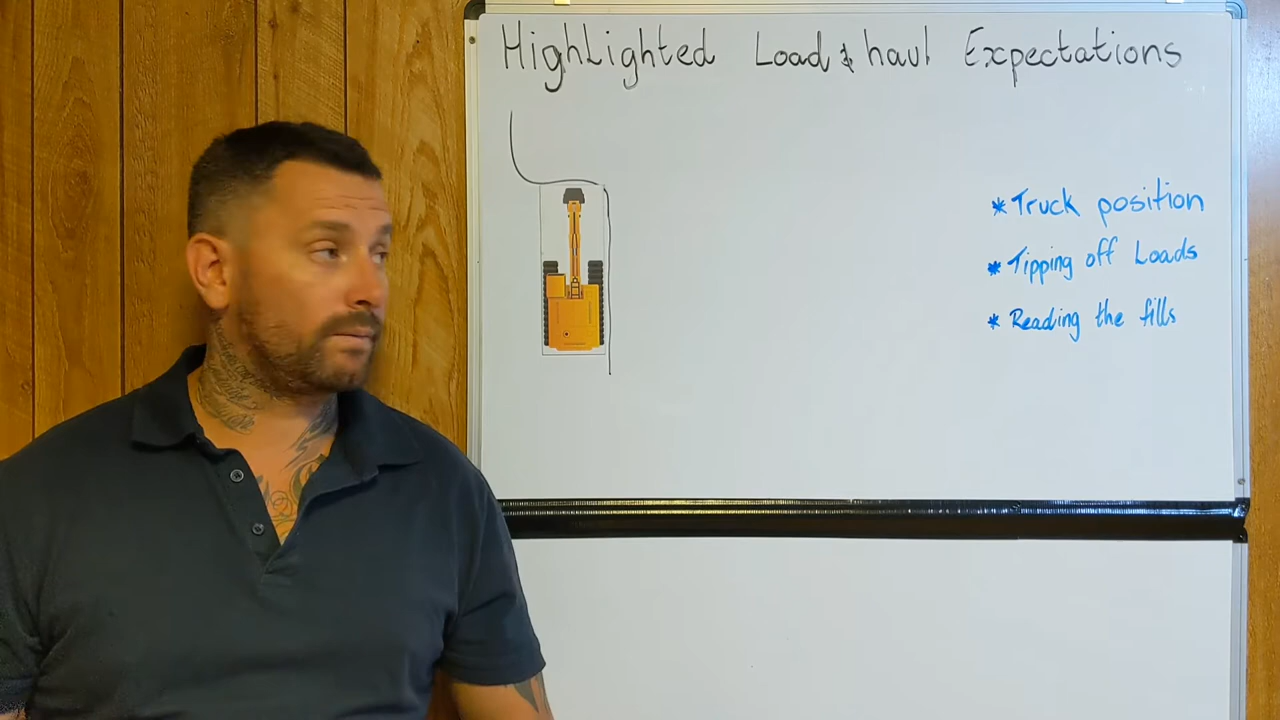 HighLighted Load & haul Expectations
* Truck position
* Tipping off Loads
* Reading the fills